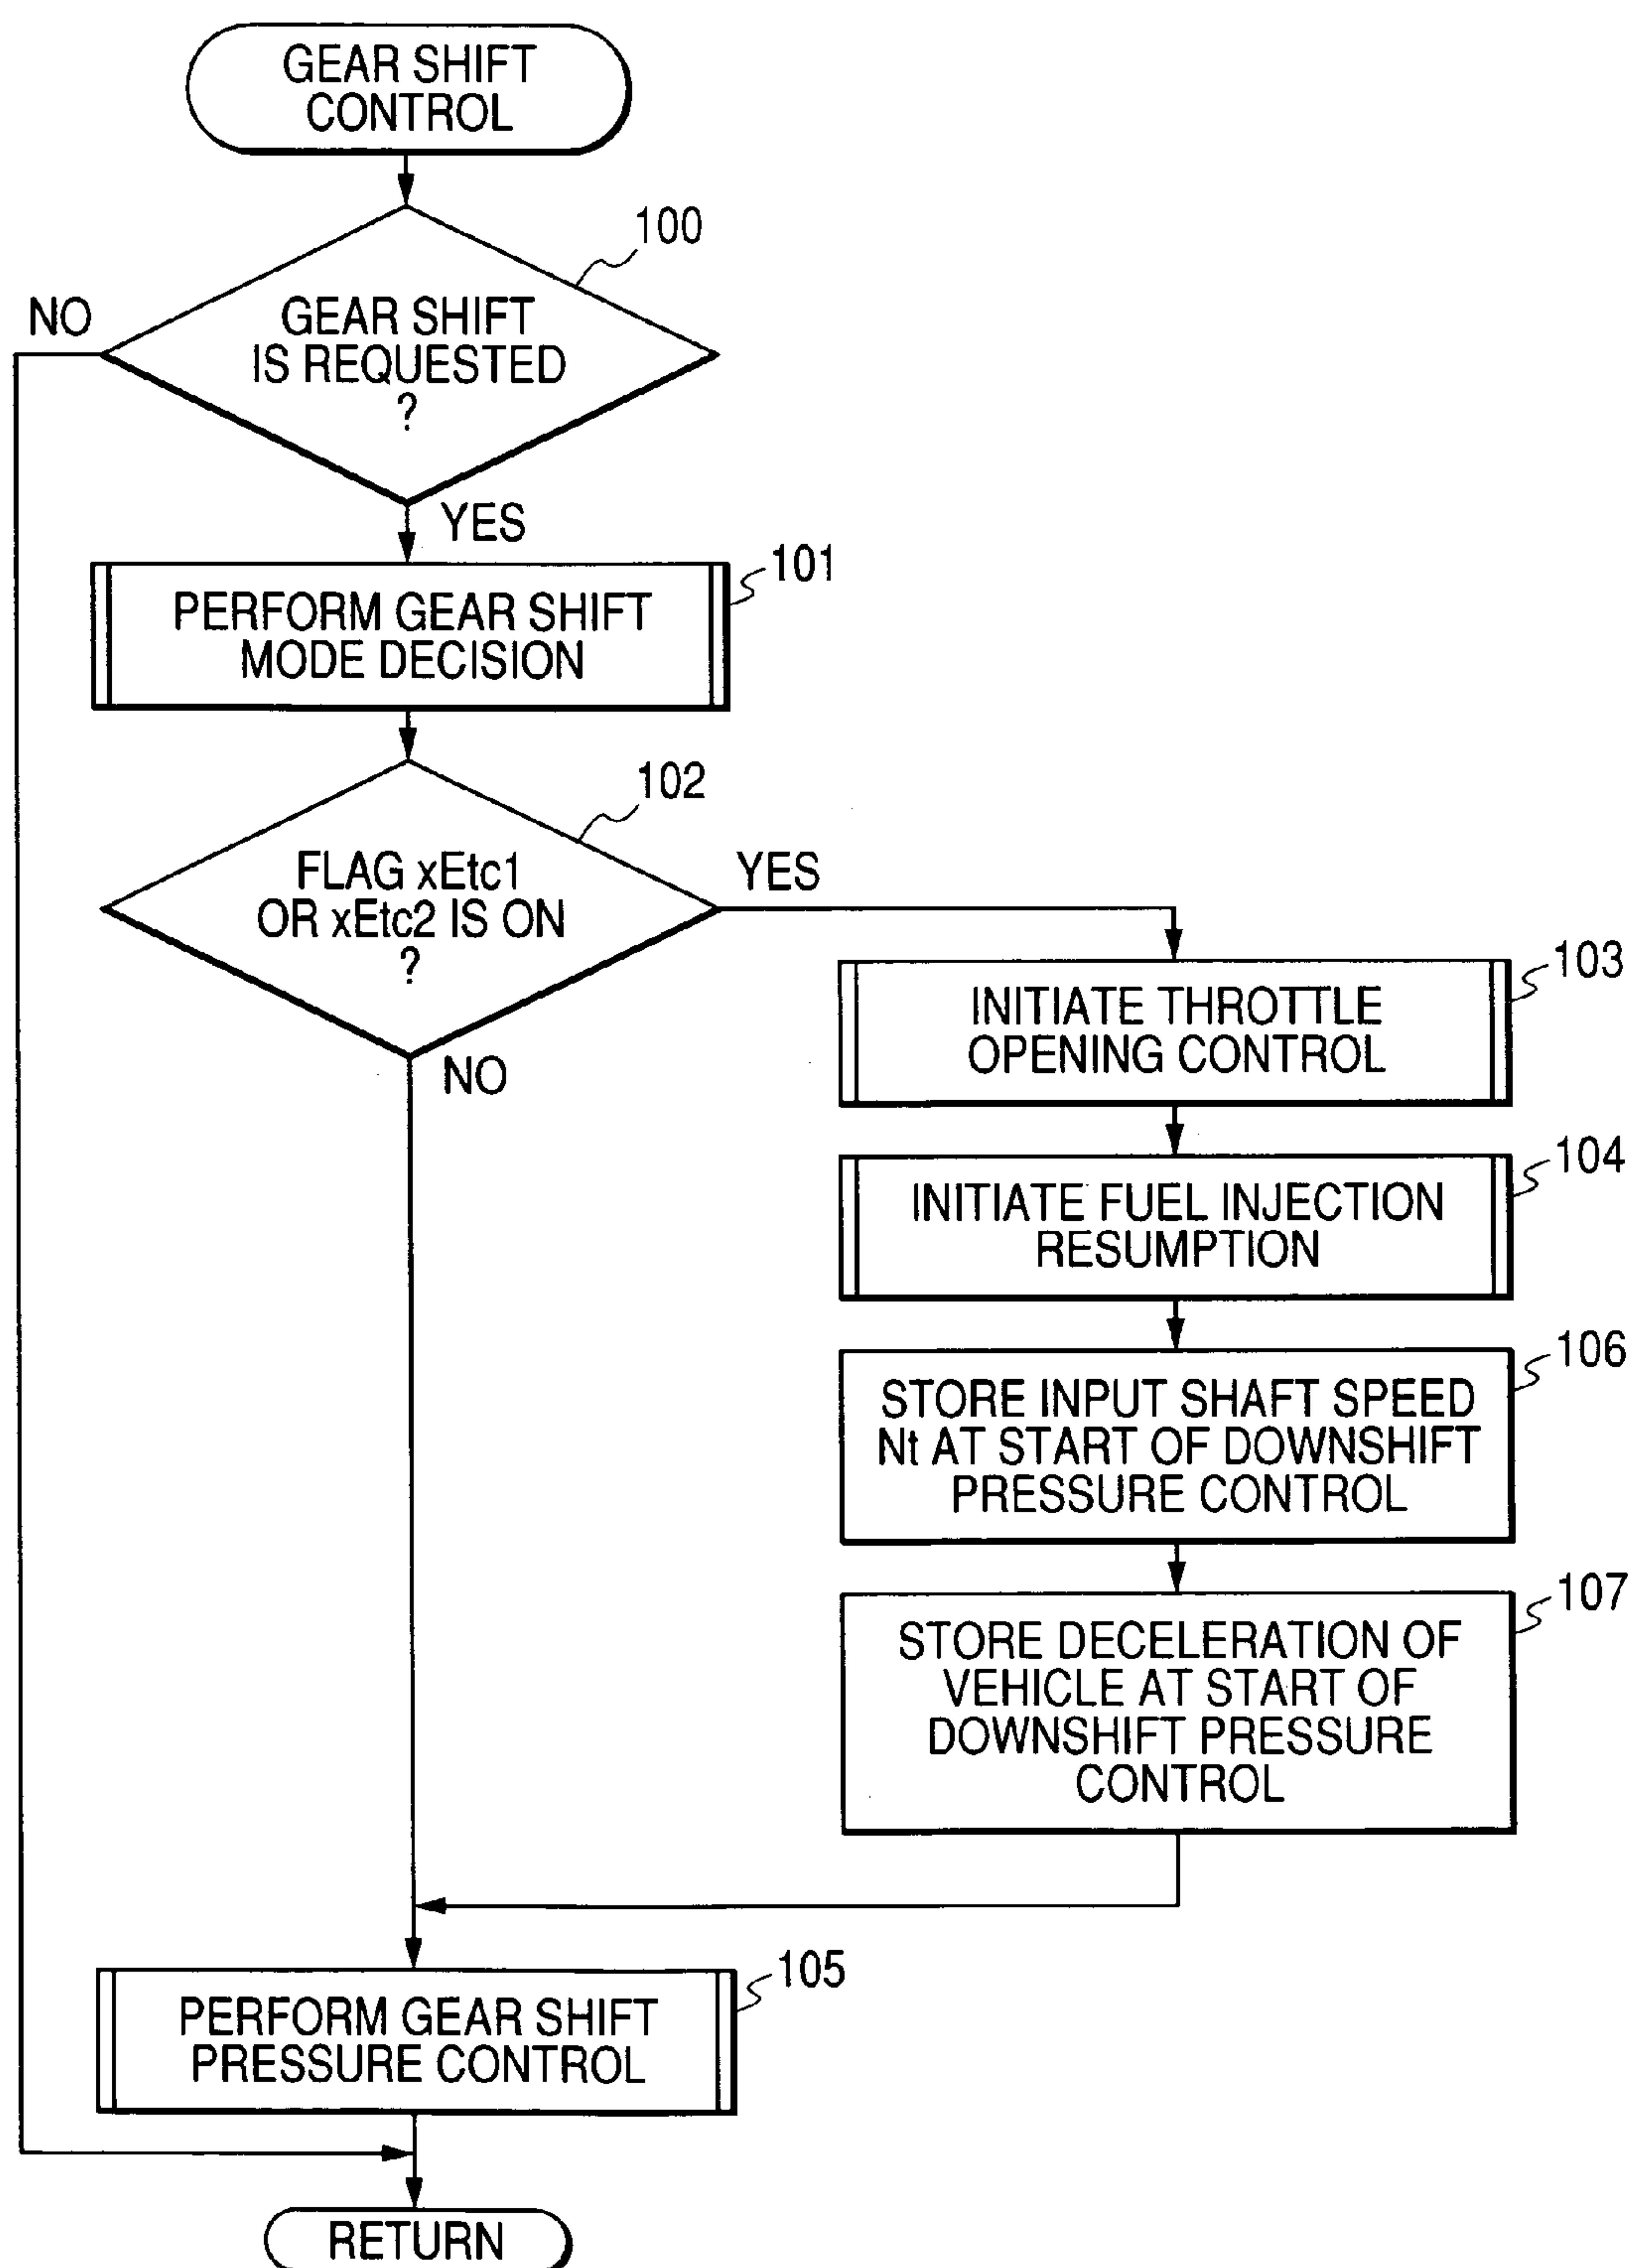 GEAR SHIFT
CONTROL
100
NO
GEAR SHIFT
IS REQUESTED
?
YES
101
PERFORM GEAR SHIFT
MODE DECISION
102
FLAG xEtc1
OR xEtc2 IS ON
?
YES
NO
103
INITIATE THROTTLE
OPENING CONTROL
104
INITIATE FUEL INJECTION
RESUMPTION
106
STORE INPUT SHAFT SPEED
Nt AT START OF DOWNSHIFT
PRESSURE CONTROL
107
STORE DECELERATION OF
VEHICLE AT START OF
DOWNSHIFT PRESSURE
CONTROL
105
PERFORM GEAR SHIFT
PRESSURE CONTROL
RETURN